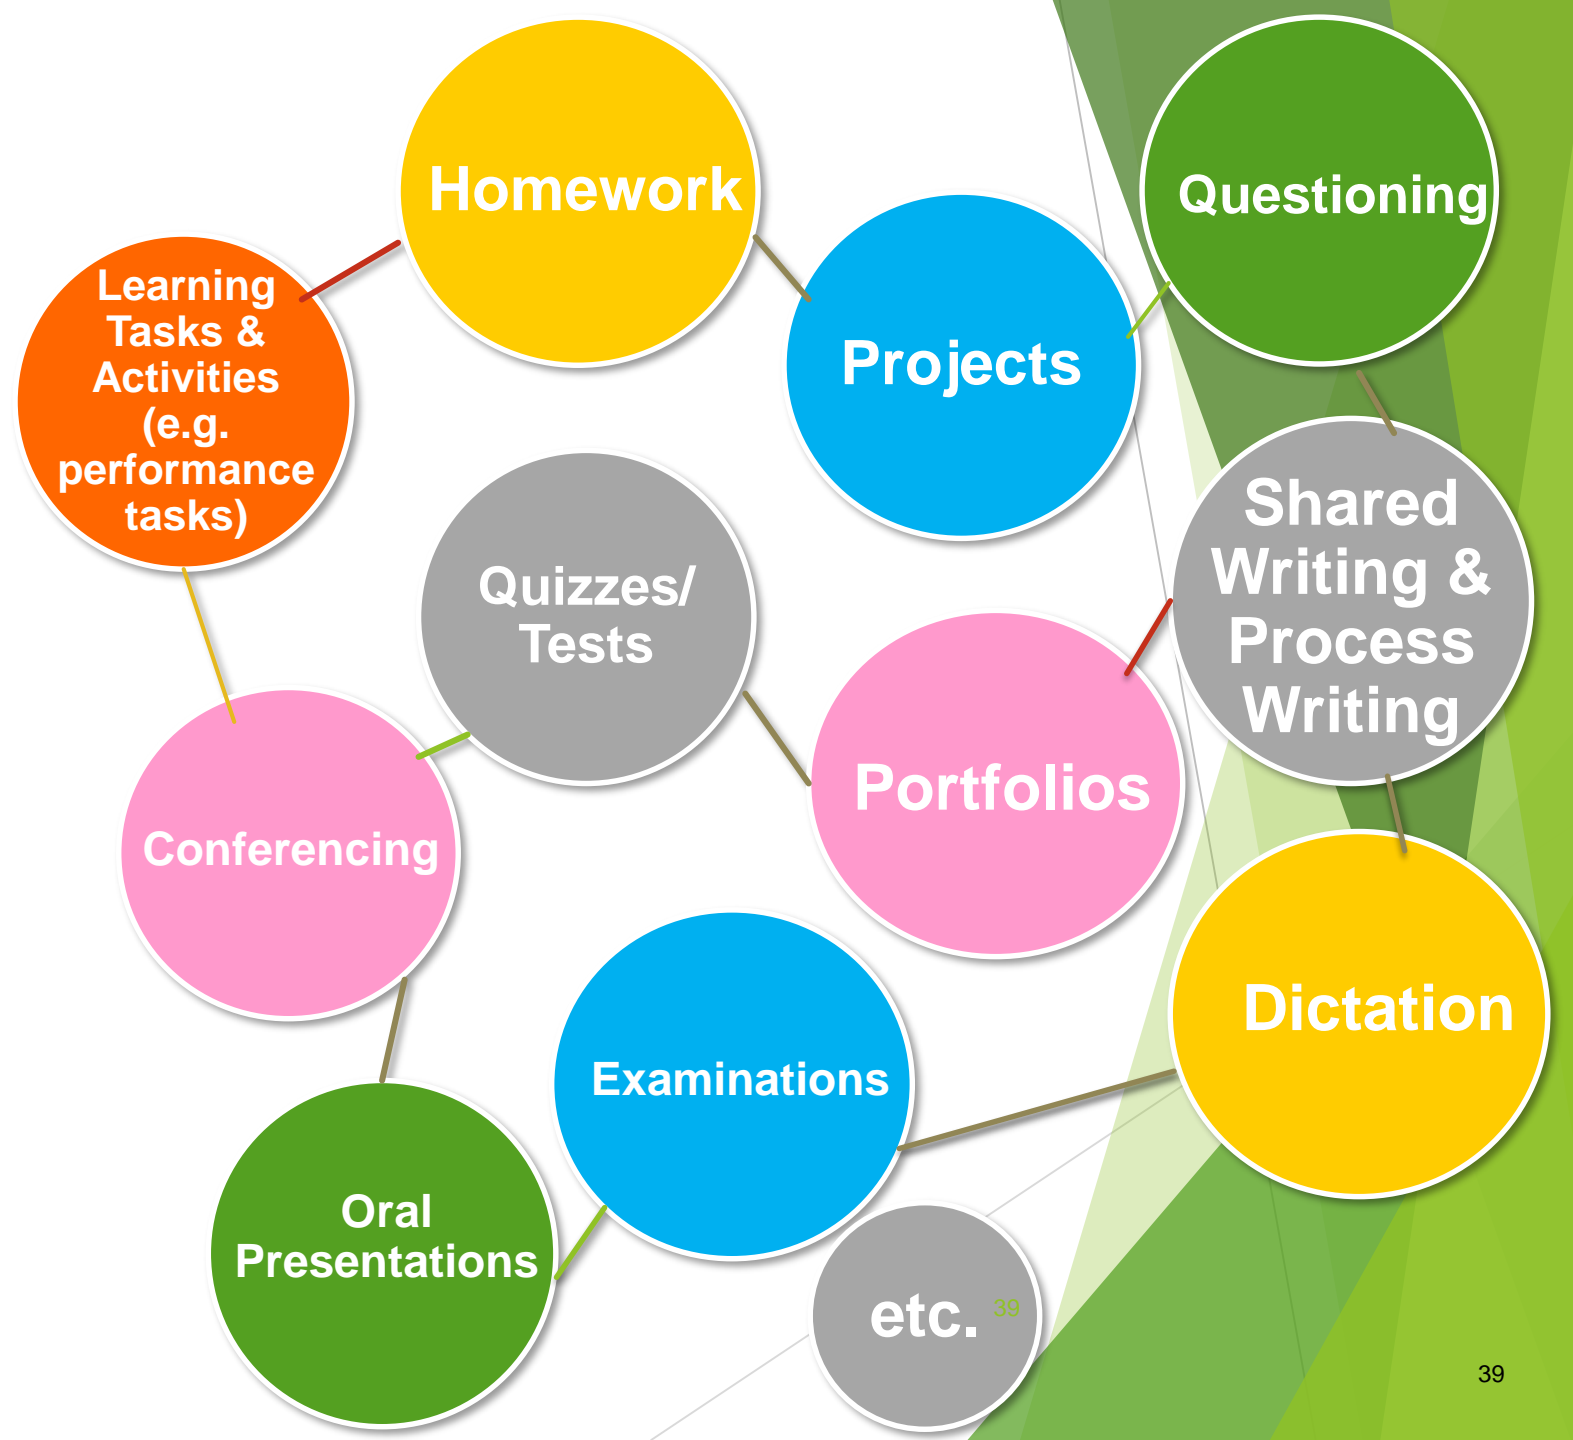 Homework
Questioning
Learning
Tasks &
Activities
(e.g.
performance
tasks)
Projects
Quizzes/
Tests
Shared
Writing &
Process
Writing
Portfolios
Conferencing
Dictation
Examinations
Oral
Presentations
etc.
39
39